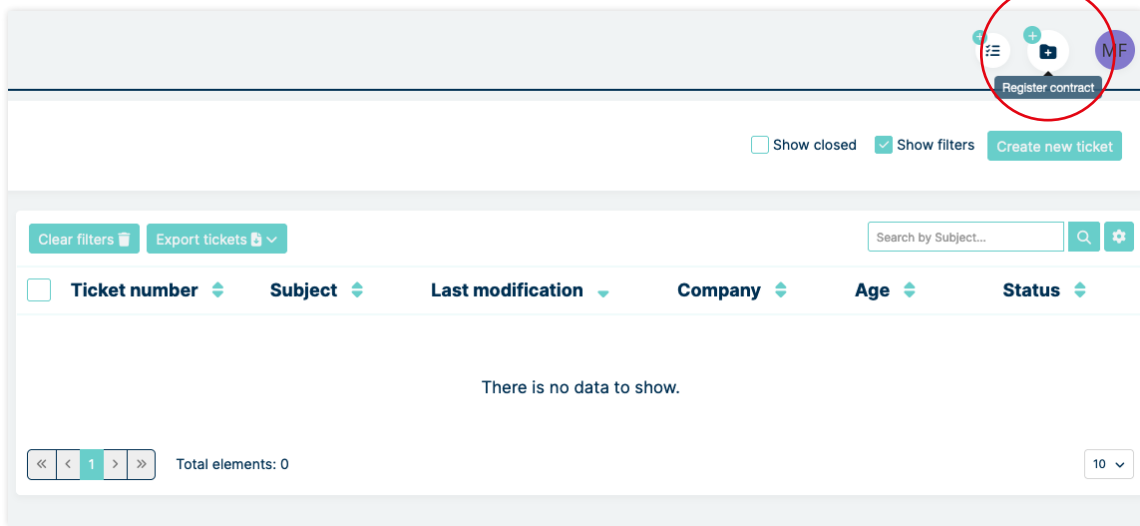 MF
Register contract
Show closed Show filters Create new ticket
Clear filters Export tickets Search by Subject...
Ticket number Subject Last modification Company Age Status
There is no data to show.
« < 1 > » Total elements: 0 10